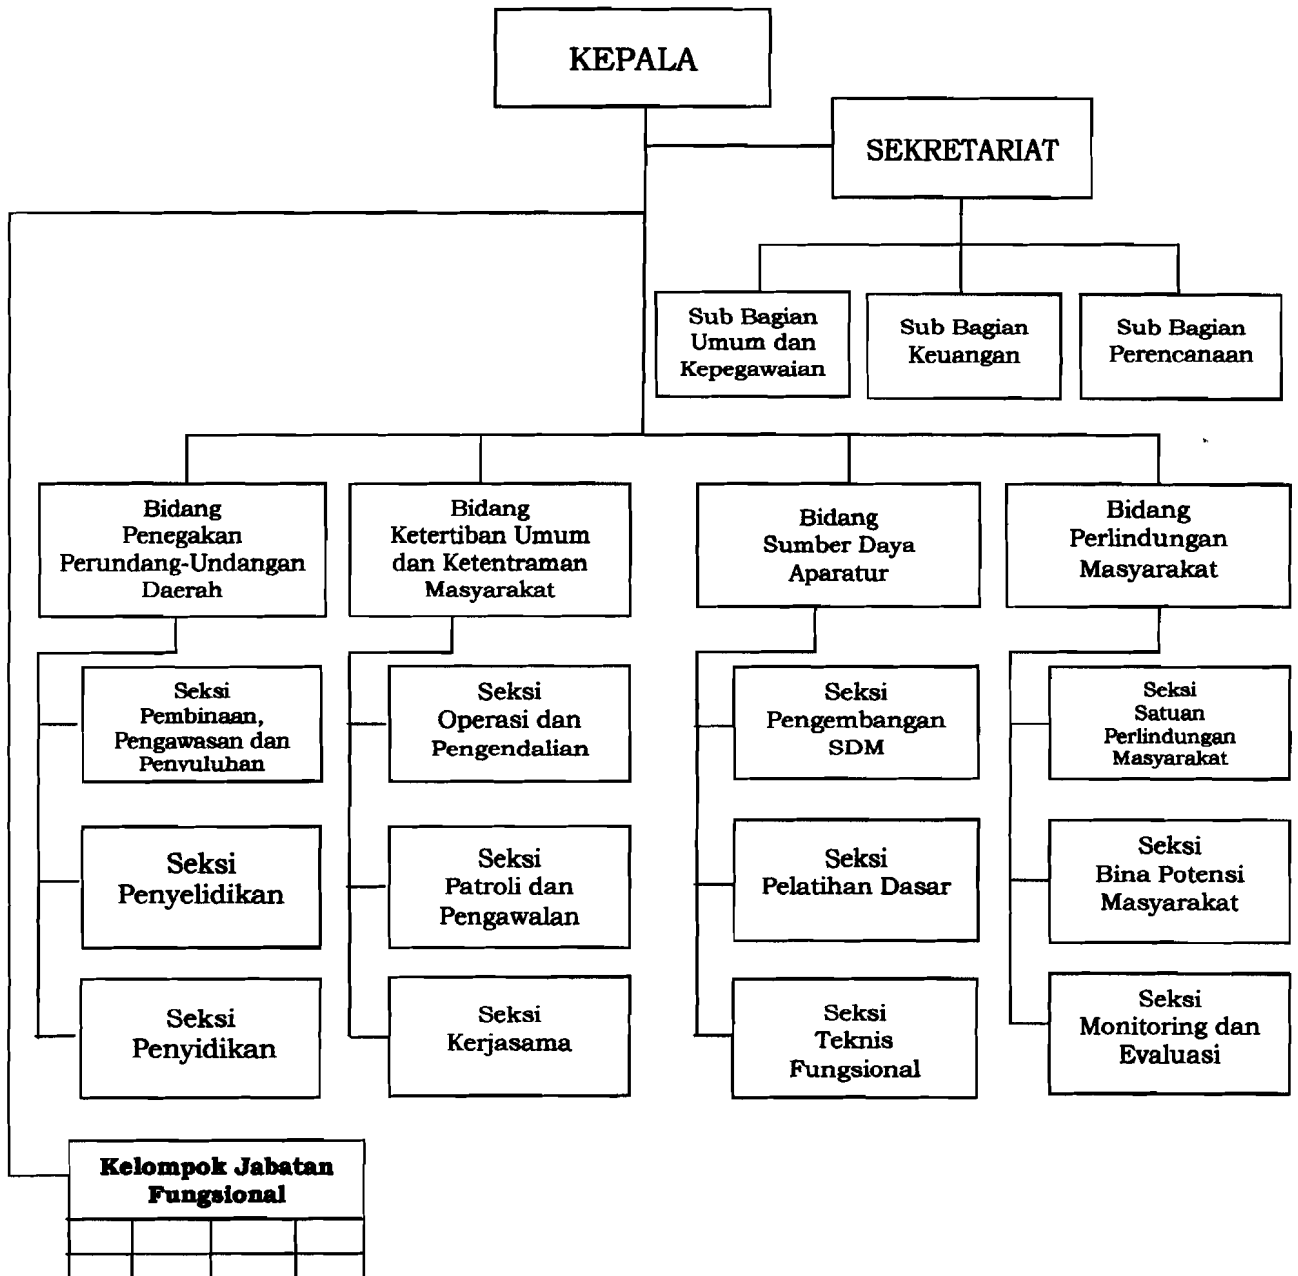 KEPALA
SEKRETARIAT
Sub Bagian
Umum dan
Kepegawaian
Sub Bagian
Keuangan
Sub Bagian
Perencanaan
Bidang
Penegakan
Perundang-Undangan
Daerah
Bidang
Ketertiban Umum
dan Ketentraman
Masyarakat
Bidang
Sumber Daya
Aparatur
Bidang
Perlindungan
Masyarakat
Seksi
Pembinaan,
Pengawasan dan
Penyuluhan
Seksi
Operasi dan
Pengendalian
Seksi
Pengembangan
SDM
Seksi
Satuan
Perlindungan
Masyarakat
Seksi
Penyelidikan
Seksi
Patroli dan
Pengawalan
Seksi
Pelatihan Dasar
Seksi
Bina Potensi
Masyarakat
Seksi
Penyidikan
Seksi
Kerjasama
Seksi
Teknis
Fungsional
Seksi
Monitoring dan
Evaluasi
Kelompok Jabatan
Fungsional